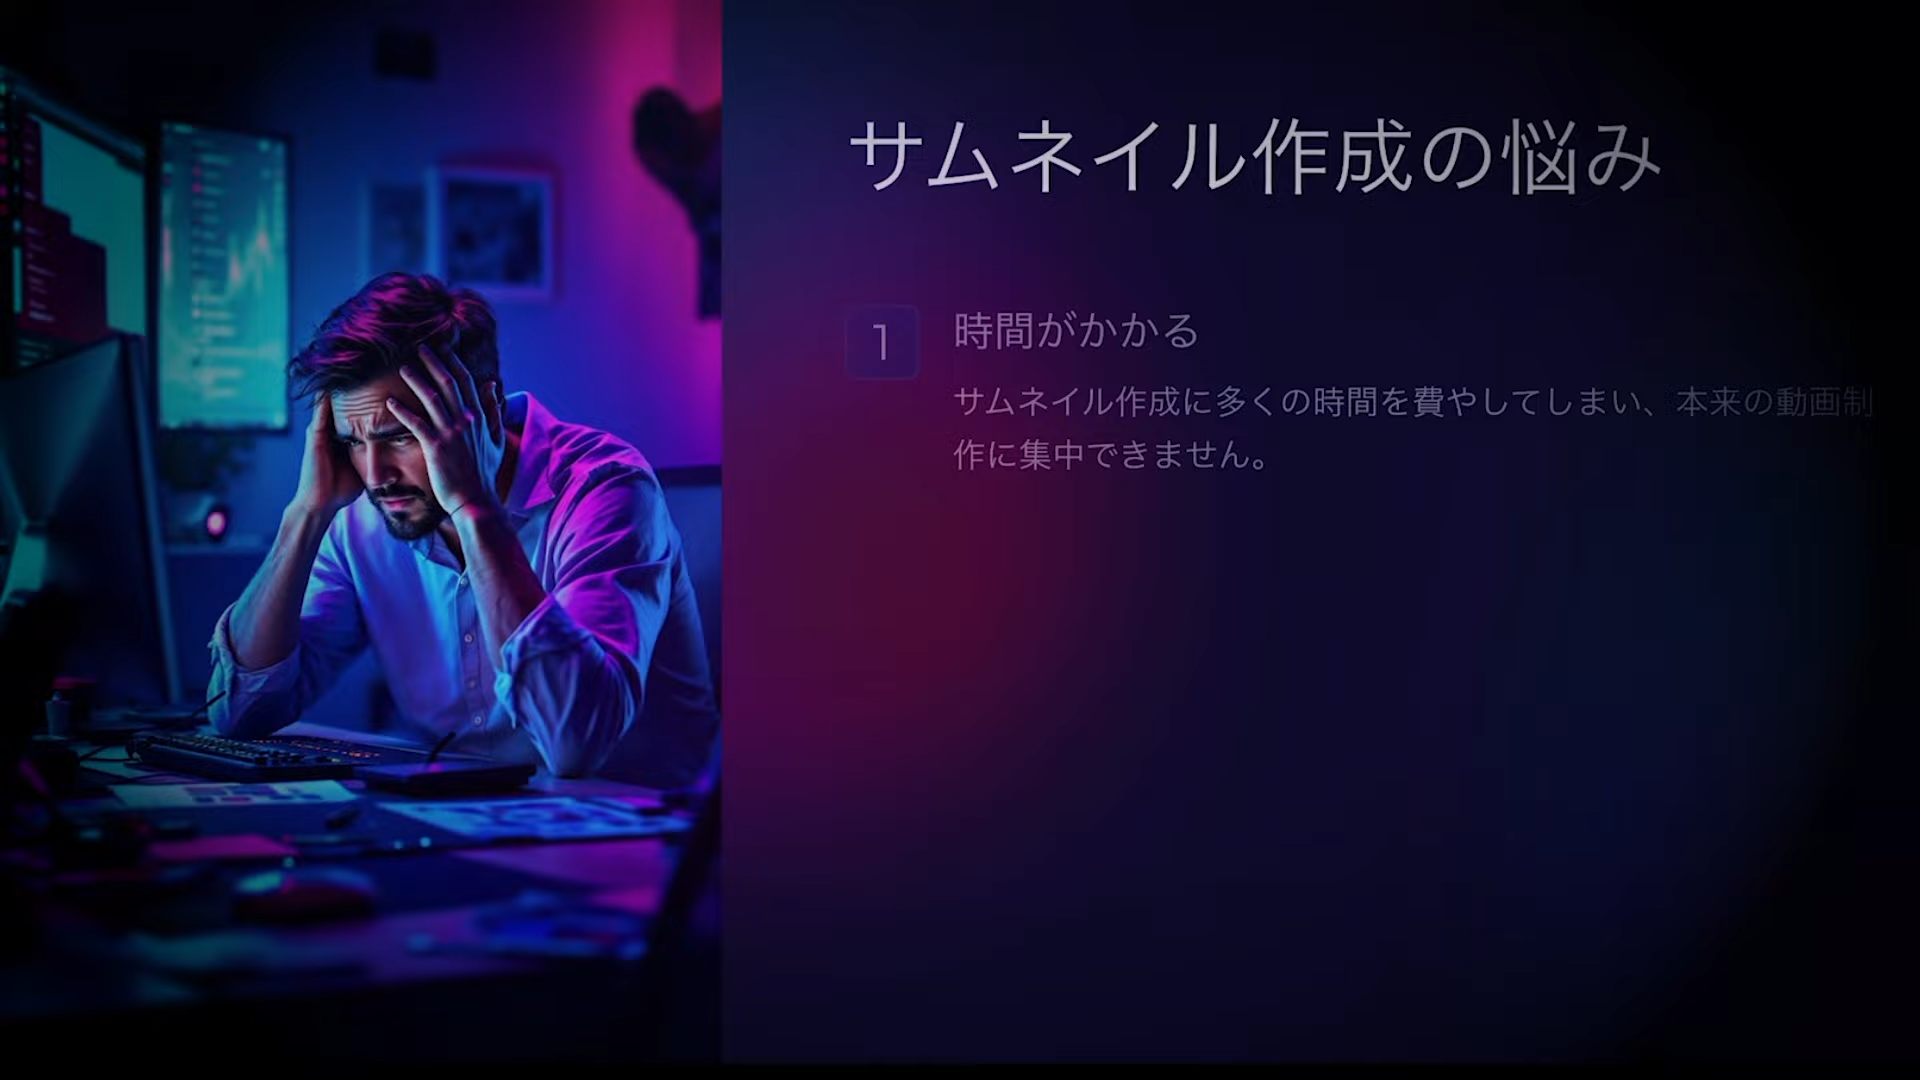 サムネイル作成の悩み
1
時間がかかる
サムネイル作成に多くの時間を費やしてしまい、本来の動画制
作に集中できません。